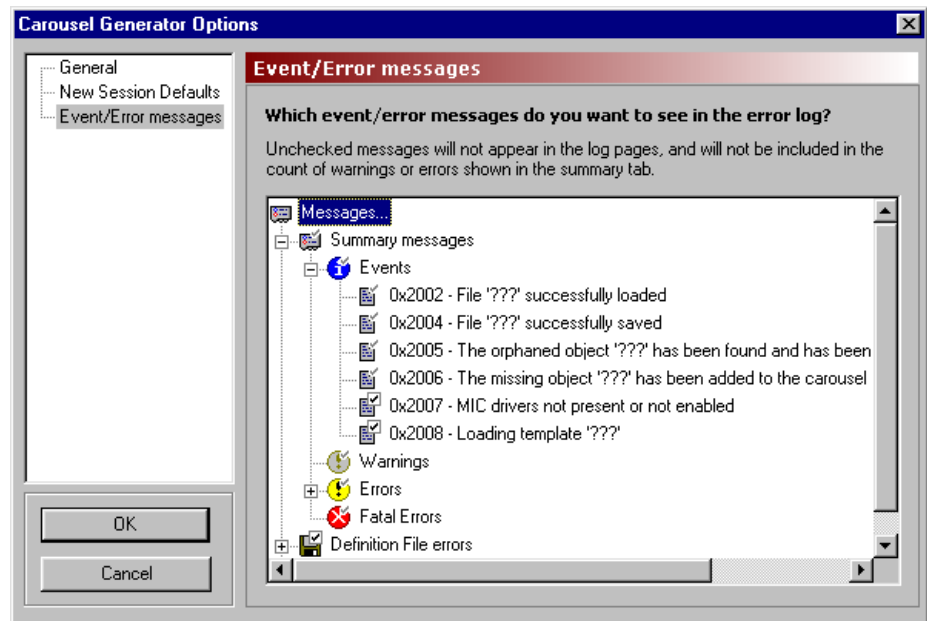 Carousel Generator Options
General
New Session Defaults
Event/Error messages
OK
Cancel
Event/Error messages
Which event/error messages do you want to see in the error log?
Unchecked messages will not appear in the log pages, and will not be included in the
count of warnings or errors shown in the summary tab.
Messages...
Summary messages
Events
0x2002 - File '???' successfully loaded
0x2004 - File '???' successfully saved
0x2005 - The orphaned object '???' has been found and has been
0x2006 - The missing object '???' has been added to the carousel
0x2007 - MIC drivers not present or not enabled
0x2008 - Loading template '???'
Warnings
Errors
Fatal Errors
Definition File errors